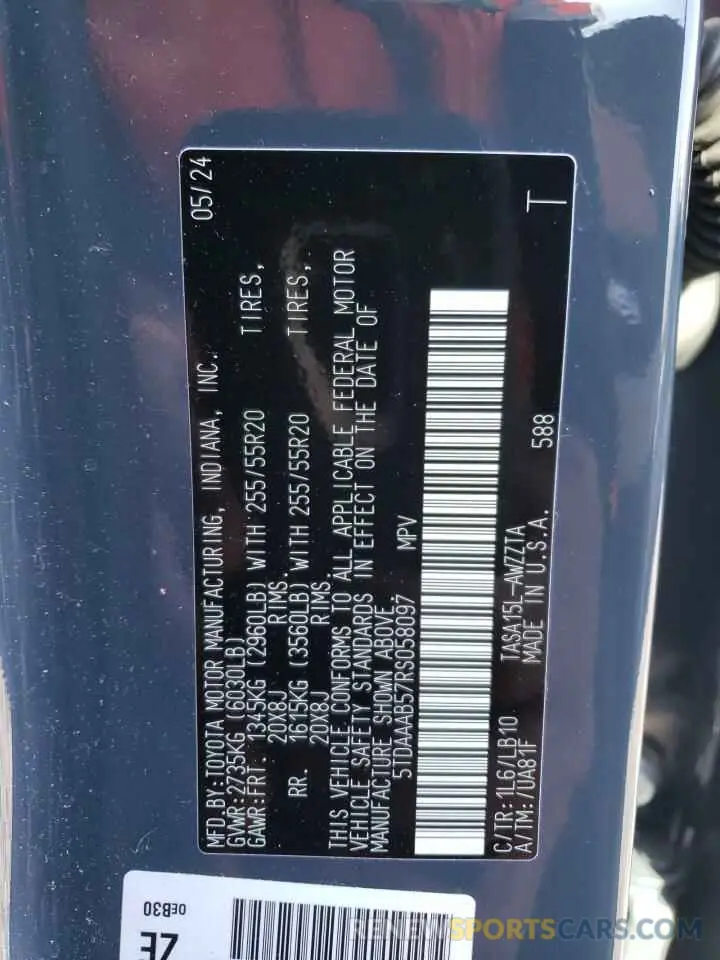 MFD. BY: TOYOTA MOTOR MANUFACTURING, INDIANA, INC. 05/24
GVWR: 2735KG (6030LB)
GAWR: FRT. 1345KG (2960LB) WITH 255/55R20 TIRES,
20X8J RIMS.
RR. 1615KG (3560LB) WITH 255/55R20 TIRES,
20X8J RIMS.
THIS VEHICLE CONFORMS TO ALL APPLICABLE FEDERAL MOTOR
VEHICLE SAFETY STANDARDS IN EFFECT ON THE DATE OF
MANUFACTURE SHOWN ABOVE.
5TDAAAB57RS058097 MPV
C/TR: 1L6/LB10 TASA15L-AWZZTA 588 T
A/TM: /UA81F MADE IN U.S.A.
0EB30
ZE
RENEWSPORTCARS.COM